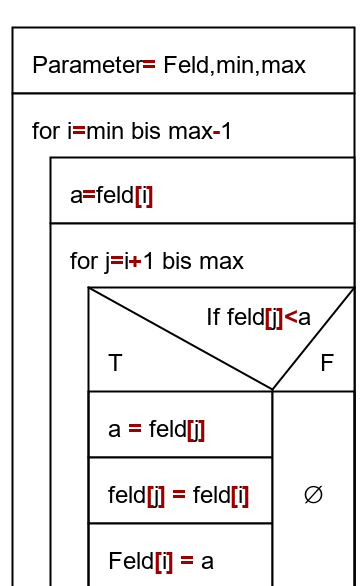 Parameter= Feld,min,max
for i=min bis max-1
a=feld[i]
for j=i+1 bis max
If feld[j]<a
T
F
a = feld[j]
feld[j] = feld[i]
∅
Feld[i] = a